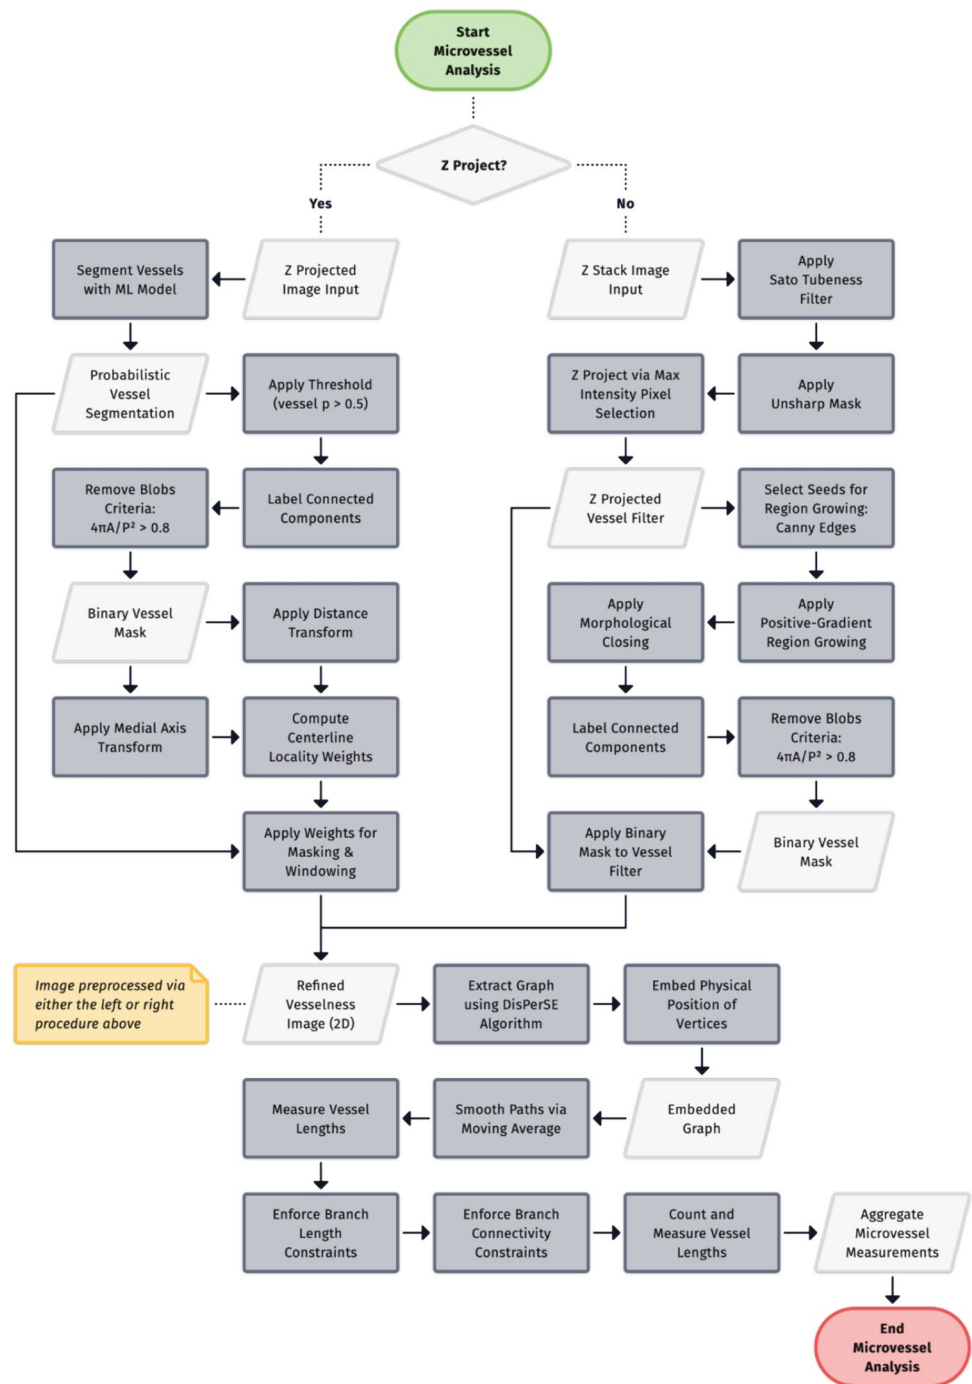 Start
Microvessel
Analysis
Z Project?
Yes
No
Segment Vessels
with ML Model
Z Projected
Image Input
Z Stack Image
Input
Apply
Sato Tubeness
Filter
Probabilistic
Vessel
Segmentation
Apply Threshold
(vessel p > 0.5)
Z Project via Max
Intensity Pixel
Selection
Apply
Unsharp Mask
Remove Blobs
Criteria:
4πA/P² > 0.8
Label Connected
Components
Z Projected
Vessel Filter
Select Seeds for
Region Growing:
Canny Edges
Binary Vessel
Mask
Apply Distance
Transform
Apply
Morphological
Closing
Apply
Positive-Gradient
Region Growing
Apply Medial Axis
Transform
Compute
Centerline
Locality Weights
Label Connected
Components
Remove Blobs
Criteria:
4πA/P² > 0.8
Apply Weights for
Masking &
Windowing
Apply Binary
Mask to Vessel
Filter
Binary Vessel
Mask
Image preprocessed via
either the left or right
procedure above
Refined
Vesselness
Image (2D)
Extract Graph
using DisPerSE
Algorithm
Embed Physical
Position of
Vertices
Measure Vessel
Lengths
Smooth Paths via
Moving Average
Embedded
Graph
Enforce Branch
Length
Constraints
Enforce Branch
Connectivity
Constraints
Count and
Measure Vessel
Lengths
Aggregate
Microvessel
Measurements
End
Microvessel
Analysis